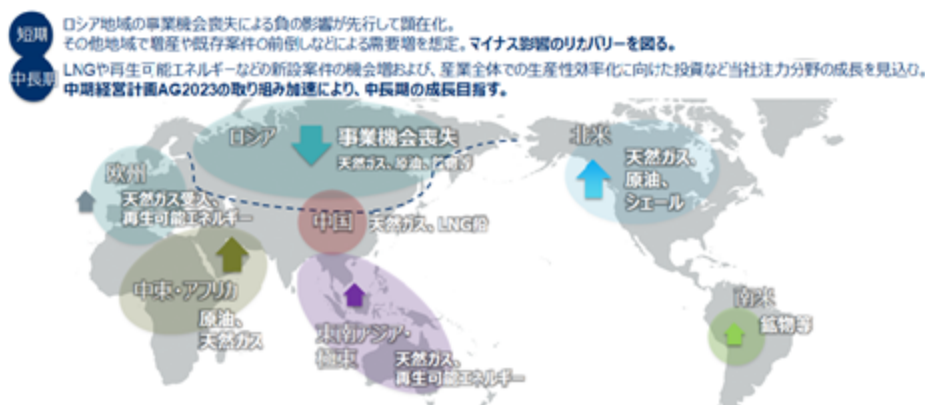 短期
ロシア地域の事業機会喪失による負の影響が先行して顕在化。
その他地域で増産や既存案件の前倒しなどによる需要増を想定。マイナス影響のリカバリーを図る。
中長期
LNGや再生可能エネルギーなどの新設案件の機会増および、産業全体での生産性効率化に向けた投資など当社注力分野の成長を見込む。
中期経営計画AG2023の取り組み加速により、中長期の成長目指す。
ロシア
事業機会喪失
天然ガス、原油、鉱物等
北米
天然ガス、
原油、
シェール
欧州
天然ガス受入、
再生可能エネルギー
中国
天然ガス、LNG船
中東・アフリカ
原油、
天然ガス
東南アジア・
極東
天然ガス、
再生可能エネルギー
南米
鉱物等